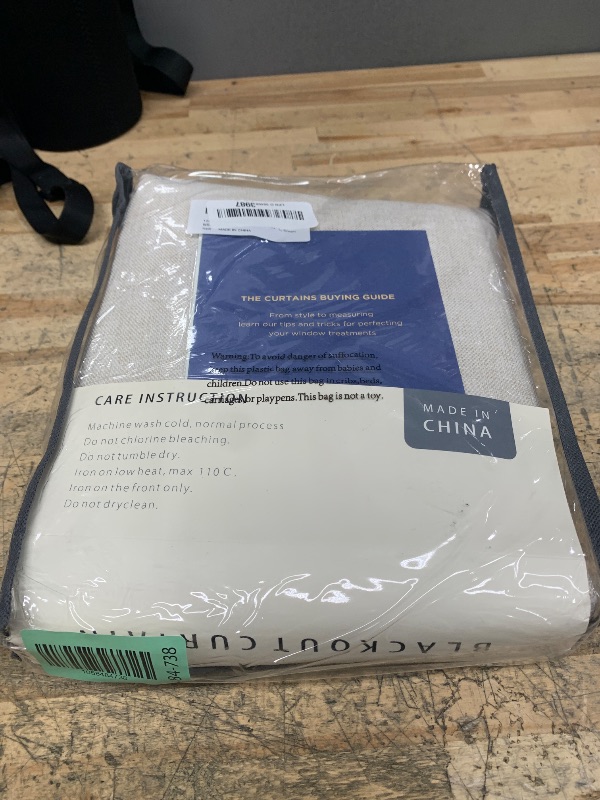 THE CURTAINS BUYING GUIDE
From style to measuring
learn our tips and tricks for perfecting
your window treatments
Warning:To avoid danger of suffocation,
keep this plastic bag away from babies and
children.Do not use this bag in cribs,beds,
carriages or playpens.This bag is not a toy.
CARE INSTRUCTION
Machine wash cold, normal process
Do not chlorine bleaching.
Do not tumble dry.
Iron on low heat, max 110 C.
Iron on the front only.
Do not dryclean.
MADE IN
CHINA
BLACKOUT CURTAIN
84-738